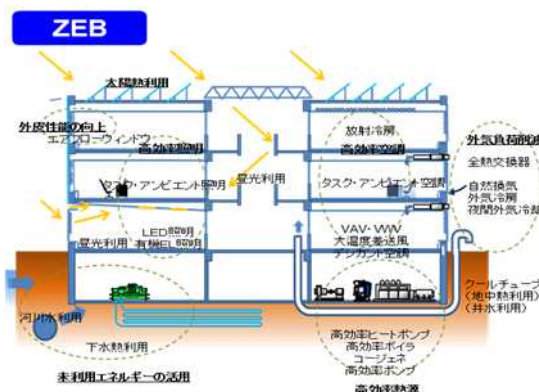 ZEB
太陽熱利用
外皮性能の向上
エアフローウィンドウ
高効率照明
放射冷房
高効率空調
外気負荷削減
全熱交換器
タスク・アンビエント照明
昼光利用
タスク・アンビエント空調
自然換気
外気冷房
夜間外気冷却
LED照明
有機EL照明
昼光利用
VAV・VWV
大温度差送風
デシカント空調
クールチューブ
(地中熱利用)
(井水利用)
河川水利用
下水熱利用
高効率ヒートポンプ
高効率ボイラ
コージェネ
高効率ポンプ
未利用エネルギーの活用
高効率熱源